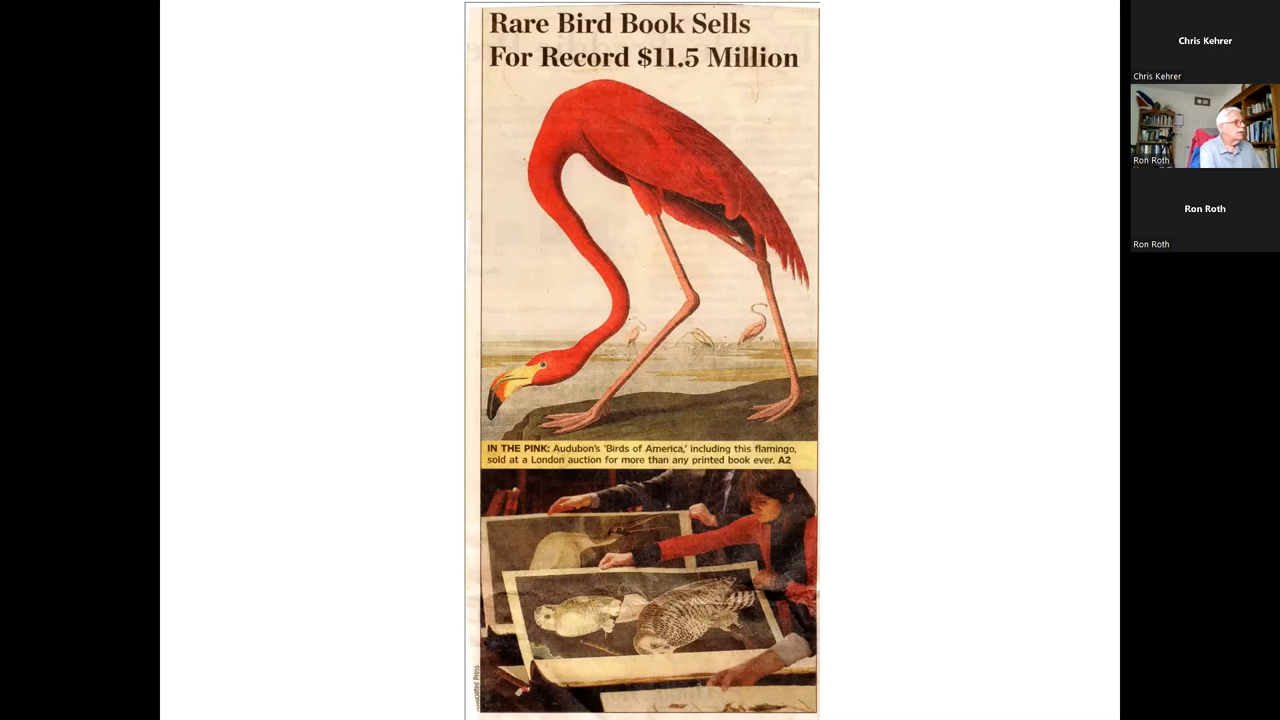 Rare Bird Book Sells
For Record $11.5 Million
IN THE PINK: Audubon's 'Birds of America,' including this flamingo,
sold at a London auction for more than any printed book ever. A2
Associated Press
Chris Kehrer
Chris Kehrer
Ron Roth
Ron Roth
Ron Roth